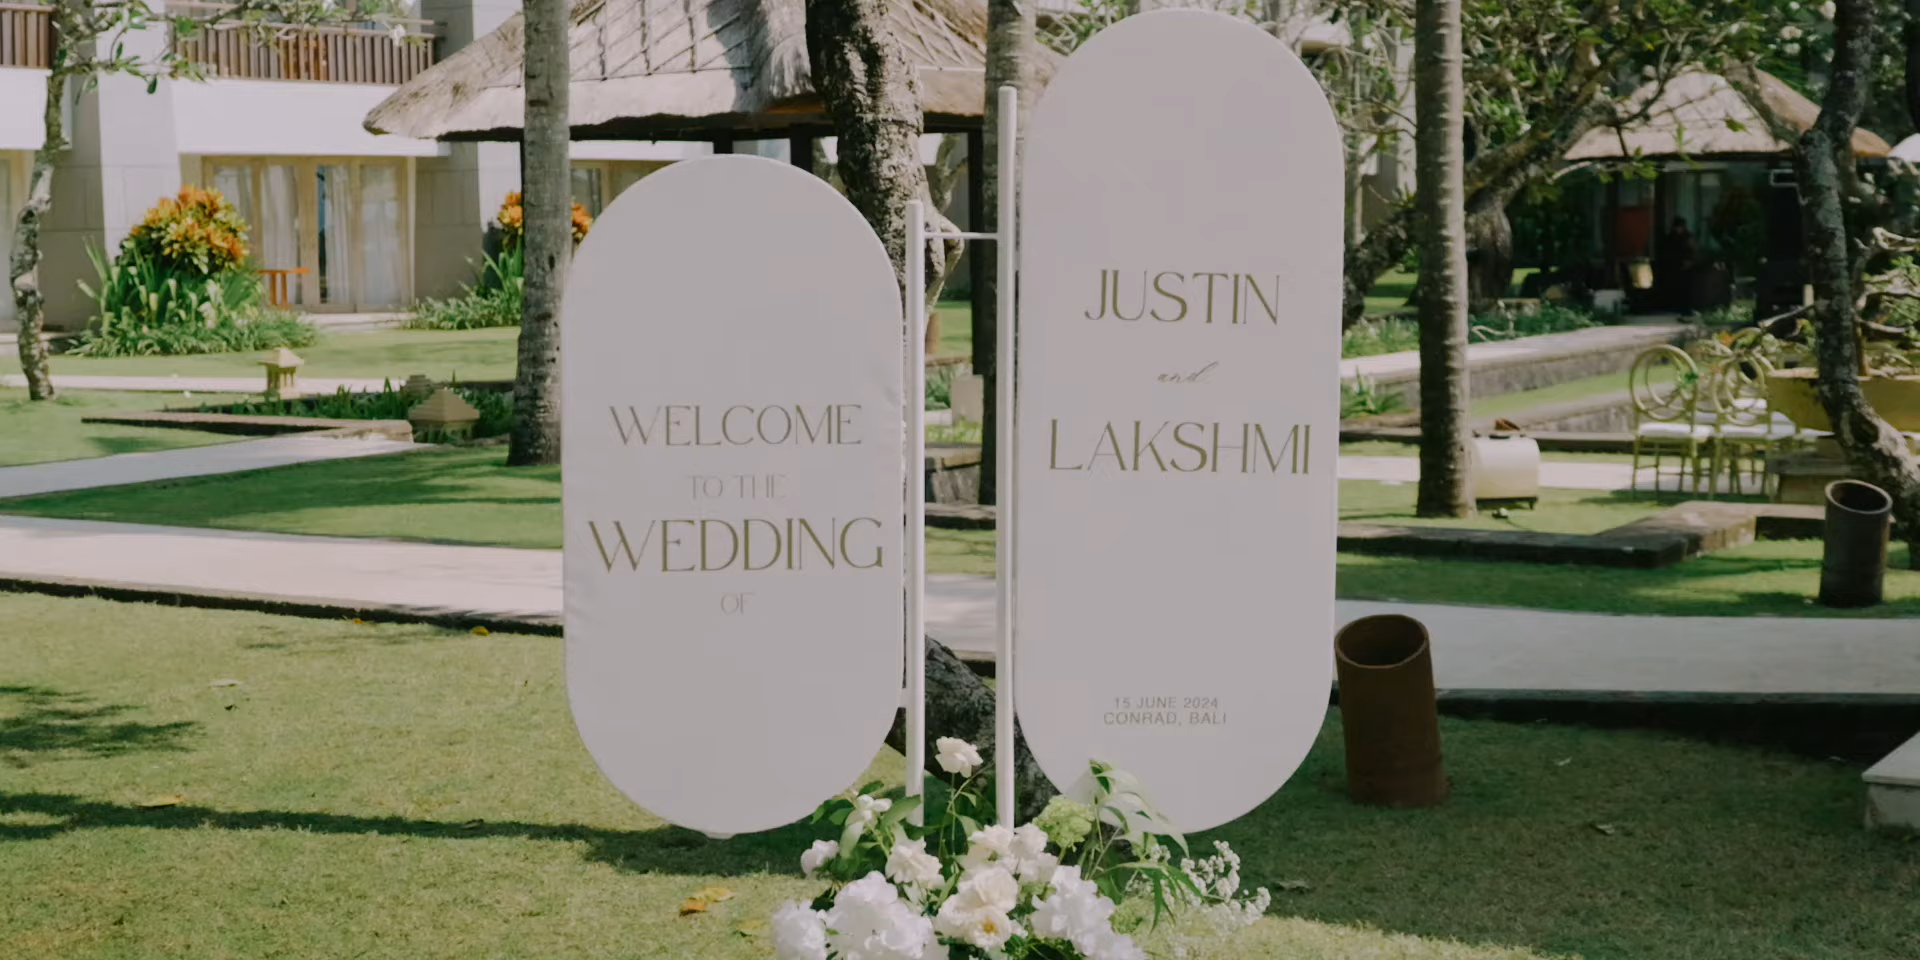 WELCOME
TO THE
WEDDING
OF
JUSTIN
and
LAKSHMI
15 JUNE 2024
CONRAD, BALI